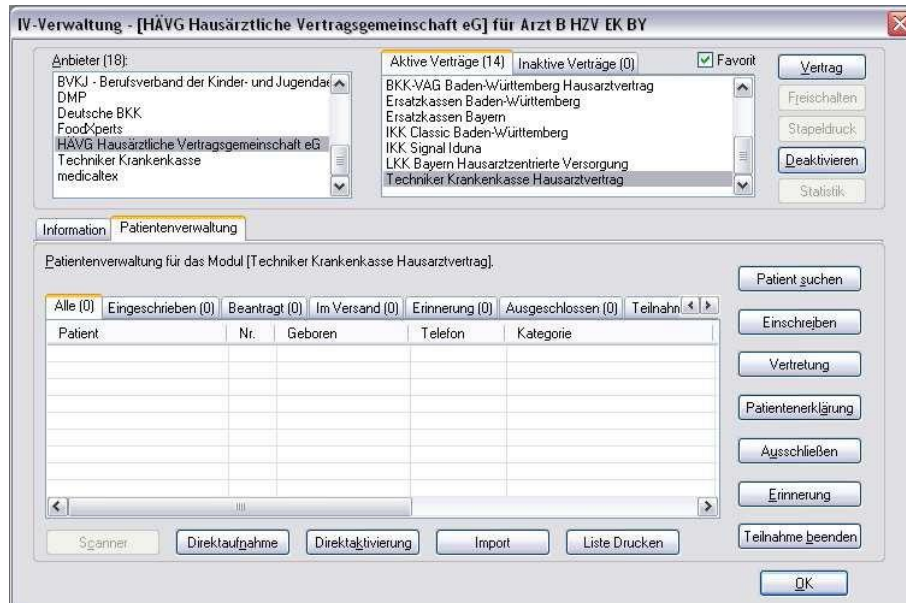 IV-Verwaltung - [HÄVG Hausärztliche Vertragsgemeinschaft eG] für Arzt B HZV EK BY
Anbieter (18):
BVKJ - Berufsverband der Kinder- und Jugendae
DMP
Deutsche BKK
FoodXperts
HÄVG Hausärztliche Vertragsgemeinschaft eG
Techniker Krankenkasse
medicaltex
Aktive Verträge (14) Inaktive Verträge (0)
Favorit
BKK-VAG Baden-Württemberg Hausarztvertrag
Ersatzkassen Baden-Württemberg
Ersatzkassen Bayern
IKK Classic Baden-Württemberg
IKK Signal Iduna
LKK Bayern Hausarztzentrierte Versorgung
Techniker Krankenkasse Hausarztvertrag
Vertrag
Freischalten
Stapeldruck
Deaktivieren
Statistik
Information Patientenverwaltung
Patientenverwaltung für das Modul [Techniker Krankenkasse Hausarztvertrag].
Alle (0) Eingeschrieben (0) Beantragt (0) Im Versand (0) Erinnerung (0) Ausgeschlossen (0) Teilnahm
Patient Nr. Geboren Telefon Kategorie
Patient suchen
Einschreiben
Vertretung
Patientenerklärung
Ausschließen
Erinnerung
Teilnahme beenden
Scanner Direktaufnahme Direktaktivierung Import Liste Drucken
OK